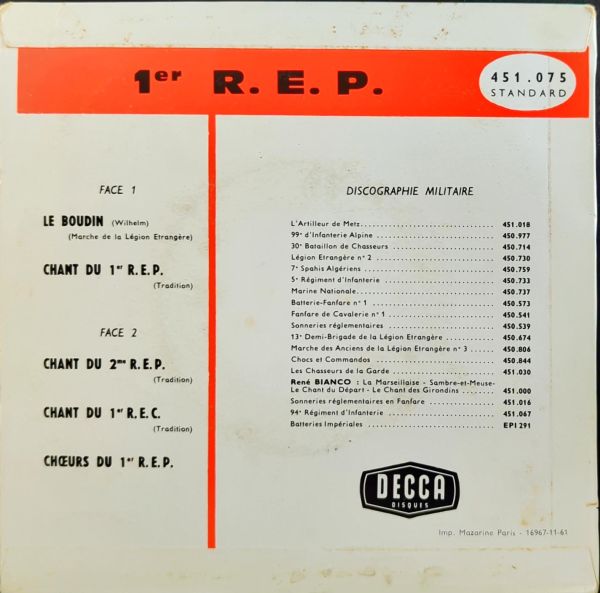 1er R. E. P.
451.075
STANDARD
FACE 1
LE BOUDIN (Wilhelm)
(Marche de la Légion Etrangère)
CHANT DU 1er R.E.P.
(Tradition)
FACE 2
CHANT DU 2me R.E.P.
(Tradition)
CHANT DU 1er R.E.C.
(Tradition)
CHŒURS DU 1er R.E.P.
DISCOGRAPHIE MILITAIRE
L'Artilleur de Metz 451.018
99e d'Infanterie Alpine 450.977
30e Bataillon de Chasseurs 450.714
Légion Etrangère n° 2 450.730
7e Spahis Algériens 450.759
5e Régiment d'Infanterie 450.733
Marine Nationale 450.737
Batterie-Fanfare n° 1 450.573
Fanfare de Cavalerie n° 1 450.541
Sonneries réglementaires 450.539
13e Demi-Brigade de la Légion Etrangère 450.674
Marche des Anciens de la Légion Etrangère n° 3 450.806
Chocs et Commandos 450.844
Les Chasseurs de la Garde 451.030
René BIANCO : La Marseillaise - Sambre-et-Meuse-
Le Chant du Départ - Le Chant des Girondins 451.000
Sonneries réglementaires en Fanfare 451.016
94e Régiment d'Infanterie 451.067
Batteries Impériales EPI 291
DECCA
DISQUES
Imp. Mazarine Paris - 16967-11-61